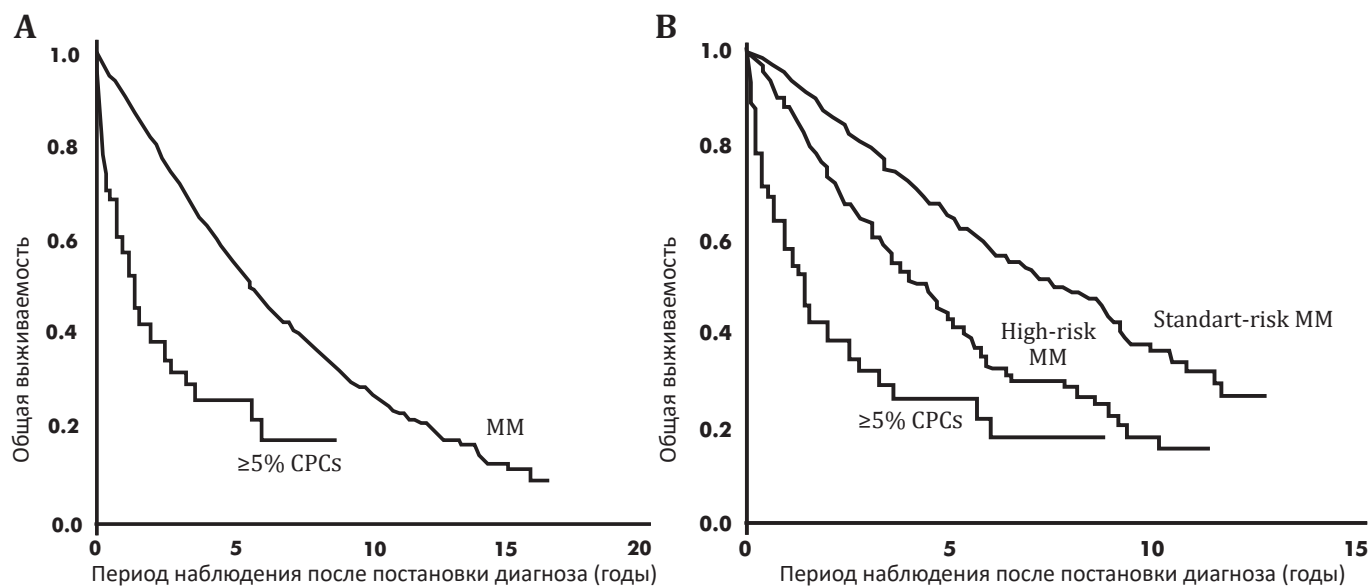 A
Общая выживаемость
1.0
0.8
0.6
0.4
0.2
0.0
MM
≥5% CPCs
0 5 10 15 20
Период наблюдения после постановки диагноза (годы)
B
Общая выживаемость
1.0
0.8
0.6
0.4
0.2
0.0
Standart-risk MM
High-risk
MM
≥5% CPCs
0 5 10 15
Период наблюдения после постановки диагноза (годы)